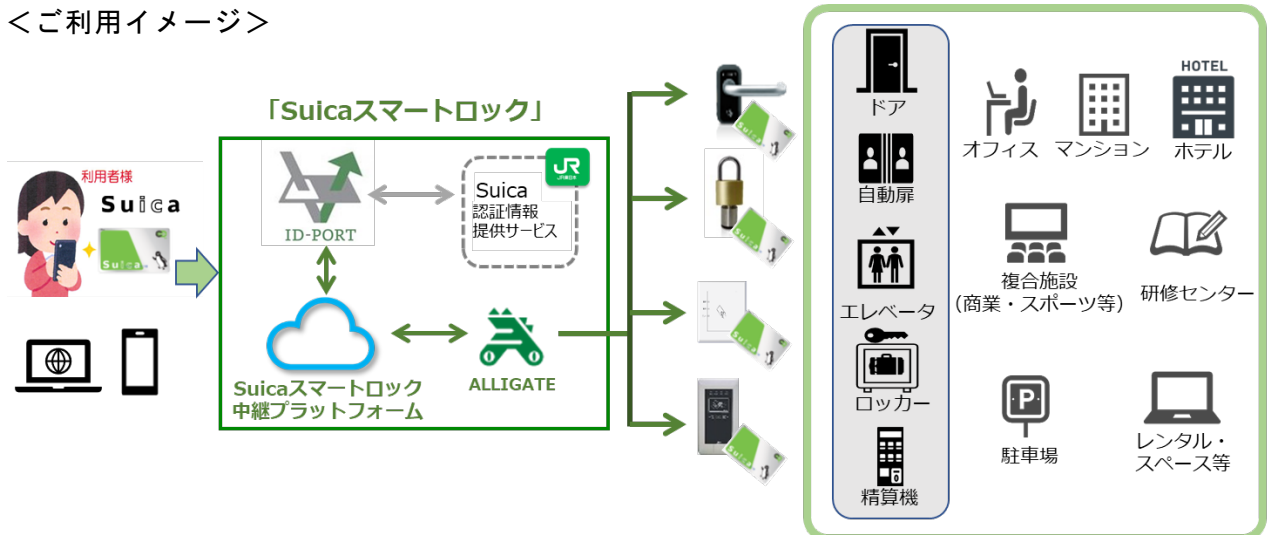 ＜ご利用イメージ＞
「Suicaスマートロック」
利用者様
Suica
Suica
ID-PORT
JR
JR東日本
Suica
認証情報
提供サービス
Suicaスマートロック
中継プラットフォーム
ALLIGATE
Suica
Suica
Suica
Suica
ドア
自動扉
エレベータ
ロッカー
精算機
オフィス
マンション
HOTEL
ホテル
複合施設
（商業・スポーツ等）
研修センター
P
駐車場
レンタル・
スペース等